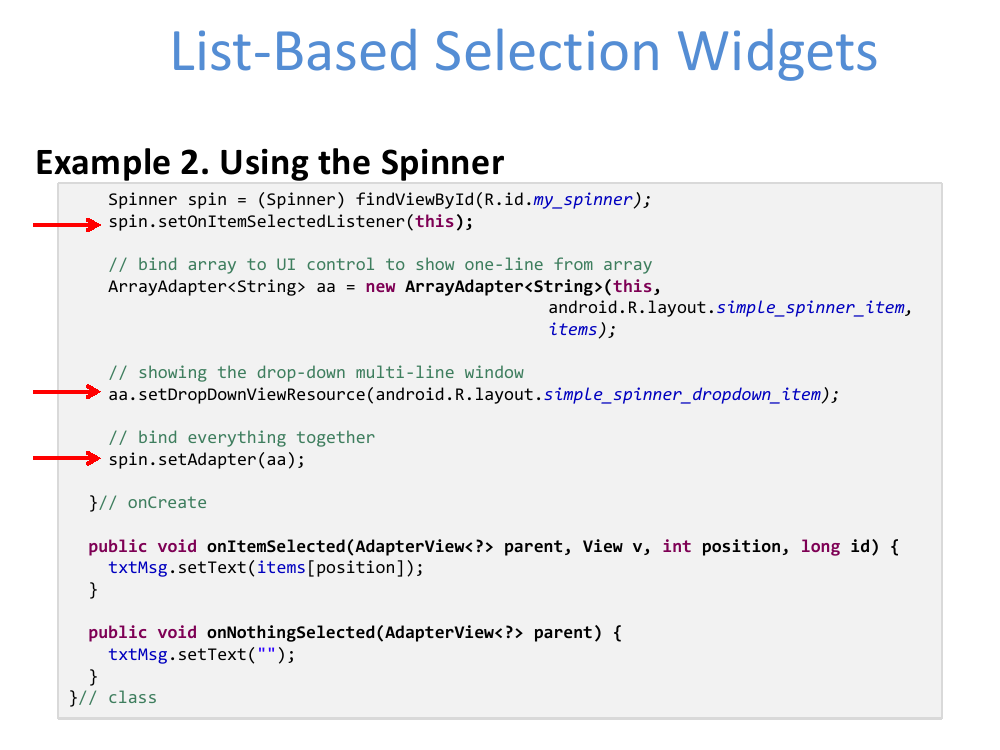 List-Based Selection Widgets
Example 2. Using the Spinner
Spinner spin = (Spinner) findViewById(R.id.my_spinner);
spin.setOnItemSelectedListener(this);
// bind array to UI control to show one-line from array
ArrayAdapter<String> aa = new ArrayAdapter<String>(this,
android.R.layout.simple_spinner_item,
items);
// showing the drop-down multi-line window
aa.setDropDownViewResource(android.R.layout.simple_spinner_dropdown_item);
// bind everything together
spin.setAdapter(aa);
}// onCreate
public void onItemSelected(AdapterView<?> parent, View v, int position, long id) {
txtMsg.setText(items[position]);
}
public void onNothingSelected(AdapterView<?> parent) {
txtMsg.setText("");
}
}// class